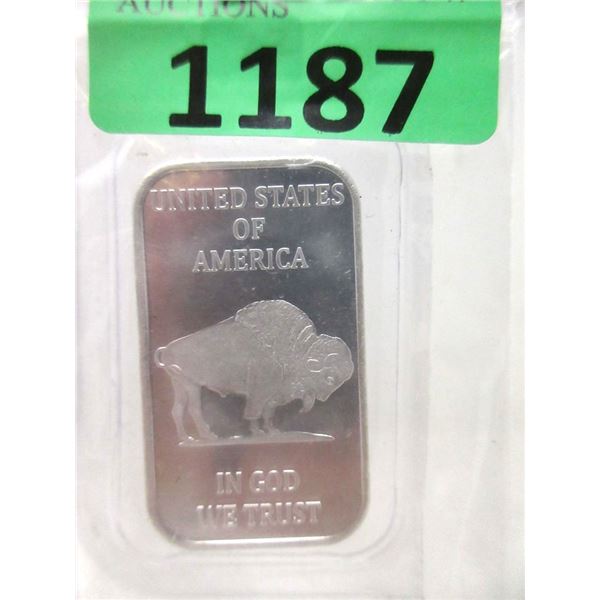 AUCTIONS
1187
UNITED STATES
OF
AMERICA
IN GOD
WE TRUST